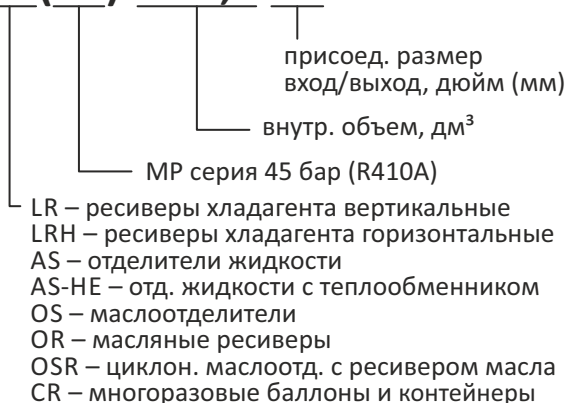 присоед. размер
вход/выход, дюйм (мм)
внутр. объем, дм³
МР серия 45 бар (R410A)
LR – ресиверы хладагента вертикальные
LRH – ресиверы хладагента горизонтальные
AS – отделители жидкости
AS-HE – отд. жидкости с теплообменником
OS – маслоотделители
OR – масляные ресиверы
OSR – циклон. маслоотд. с ресивером масла
CR – многоразовые баллоны и контейнеры